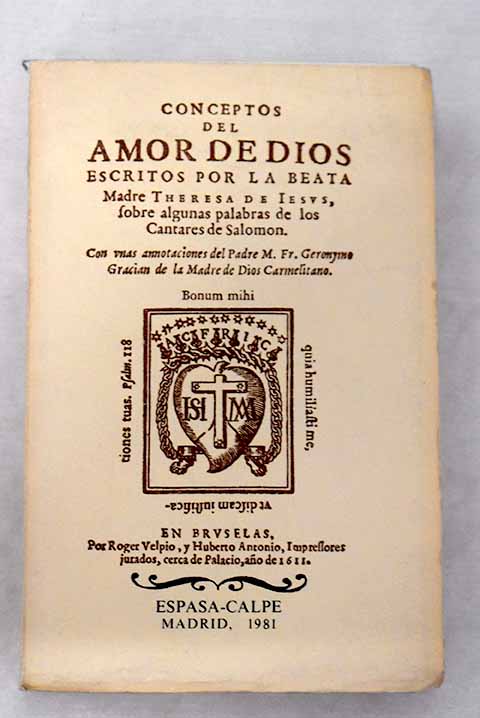 CONCEPTOS
DEL
AMOR DE DIOS
ESCRITOS POR LA BEATA
Madre THERESA DE IESVS,
ſobre algunas palabras de los
Cantares de Salomon.
Con vnas annotaciones del Padre M. Fr. Geronymo
Gracian de la Madre de Dios Carmelitano.
Bonum mihi
quia humiliaſti me,
vt diſcam iuſtifica-
tiones tuas. Pſalm. 118
EN BRVSELAS,
Por Roger Velpio, y Huberto Antonio, Impreſſores
jurados, cerca de Palacio, año de 1611.
ESPASA-CALPE
MADRID, 1981